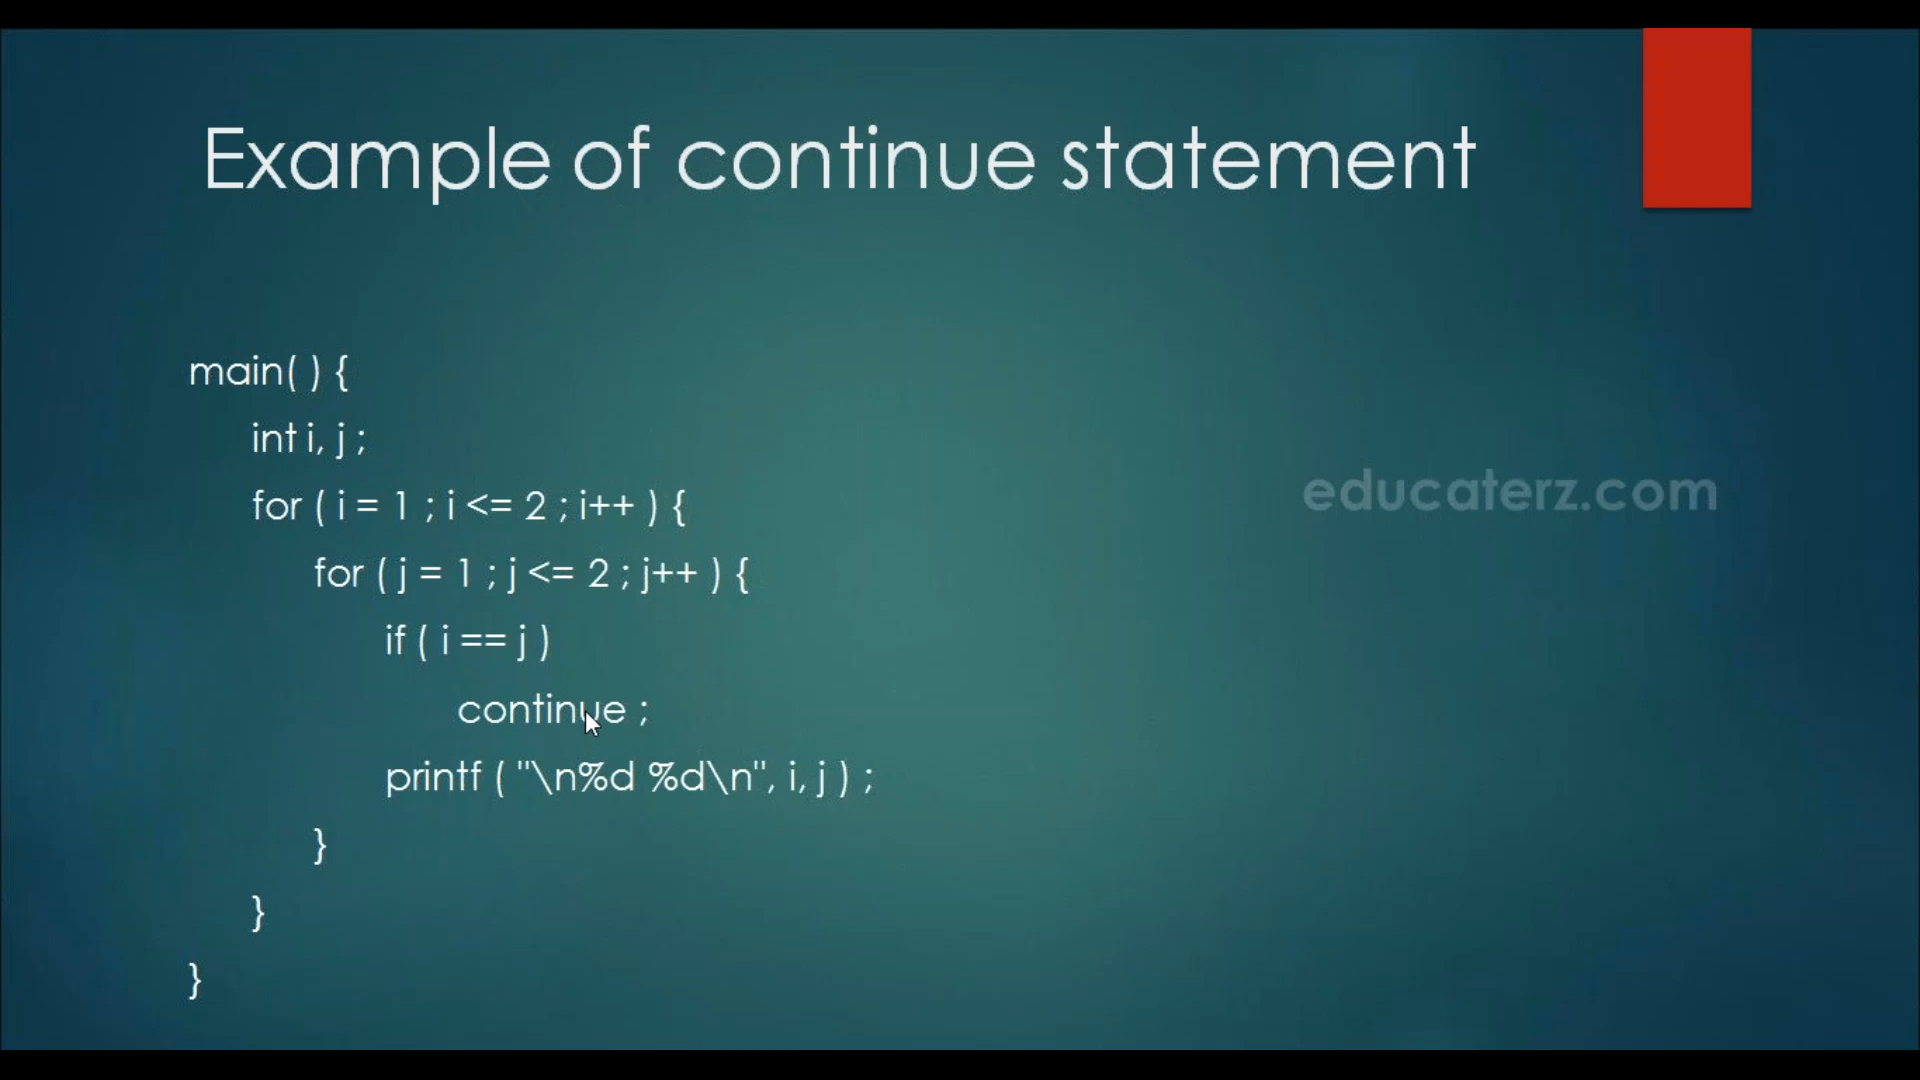 Example of continue statement
main( ) {
int i, j ;
for ( i = 1 ; i <= 2 ; i++ ) {
educaterz.com
for ( j = 1 ; j <= 2 ; j++ ) {
if ( i == j )
continue ;
printf ( "\n%d %d\n", i, j ) ;
}
}
}